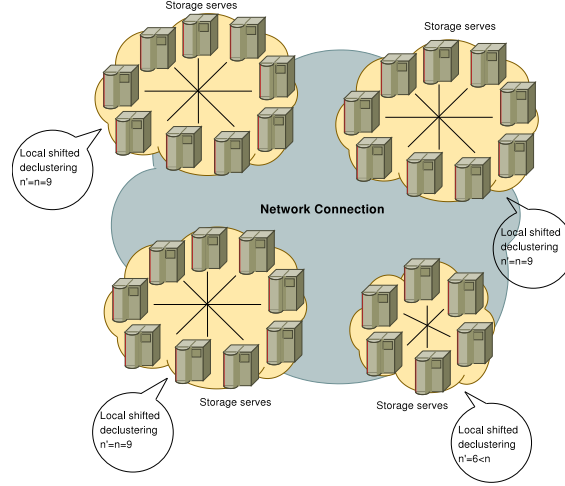 Storage serves
Storage serves
Local shifted
declustering
n'=n=9
Network Connection
Local shifted
declustering
n'=n=9
Storage serves
Storage serves
Local shifted
declustering
n'=n=9
Local shifted
declustering
n'=6<n